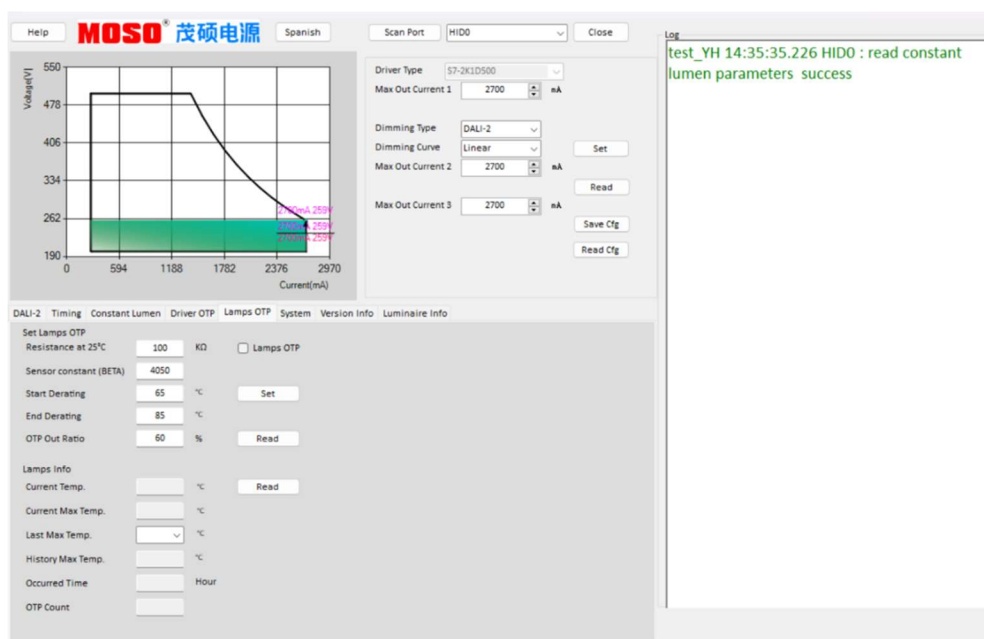 Help
MOSO® 茂硕电源
Spanish
Scan Port
HID0
Close
Log
test_YH 14:35:35.226 HID0 : read constant
lumen parameters success
Voltage(V)
550
478
406
334
262
190
0 594 1188 1782 2376 2970
Current(mA)
2700mA 259V
2700mA 259V
2700mA 259V
Driver Type S7-2K1D500
Max Out Current 1 2700 mA
Dimming Type DALI-2
Dimming Curve Linear Set
Max Out Current 2 2700 mA
Read
Max Out Current 3 2700 mA
Save Cfg
Read Cfg
DALI-2 Timing Constant Lumen Driver OTP Lamps OTP System Version Info Luminaire Info
Set Lamps OTP
Resistance at 25℃ 100 KΩ Lamps OTP
Sensor constant (BETA) 4050
Start Derating 65 ℃ Set
End Derating 85 ℃
OTP Out Ratio 60 % Read
Lamps Info
Current Temp. ℃ Read
Current Max Temp. ℃
Last Max Temp. ℃
History Max Temp. ℃
Occurred Time Hour
OTP Count